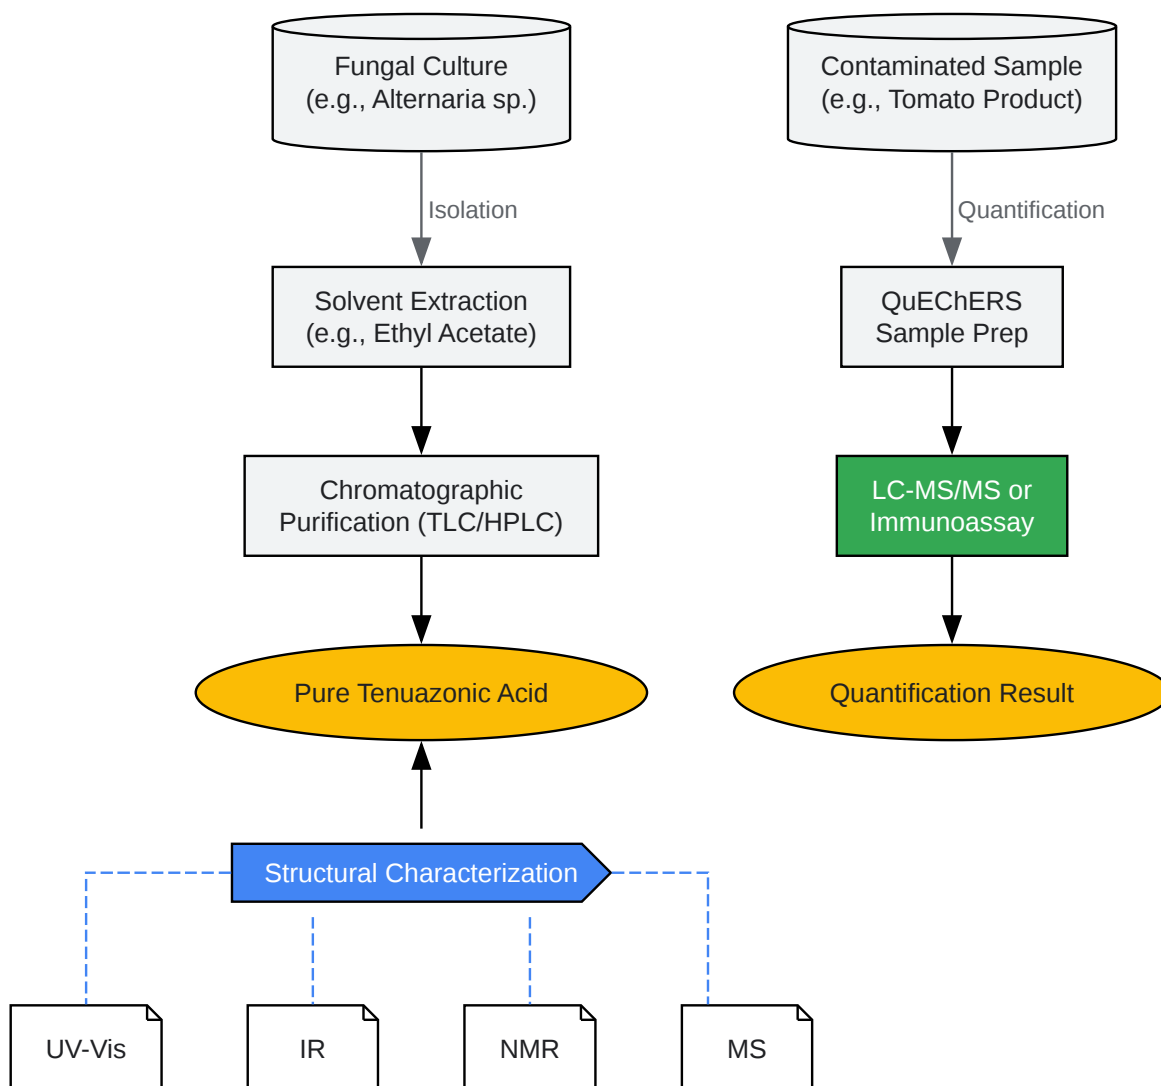 Fungal Culture
(e.g., Alternaria sp.)
Contaminated Sample
(e.g., Tomato Product)
Isolation
Quantification
Solvent Extraction
(e.g., Ethyl Acetate)
QuEChERS
Sample Prep
Chromatographic
Purification (TLC/HPLC)
LC-MS/MS or
Immunoassay
Pure Tenuazonic Acid
Quantification Result
Structural Characterization
UV-Vis
IR
NMR
MS